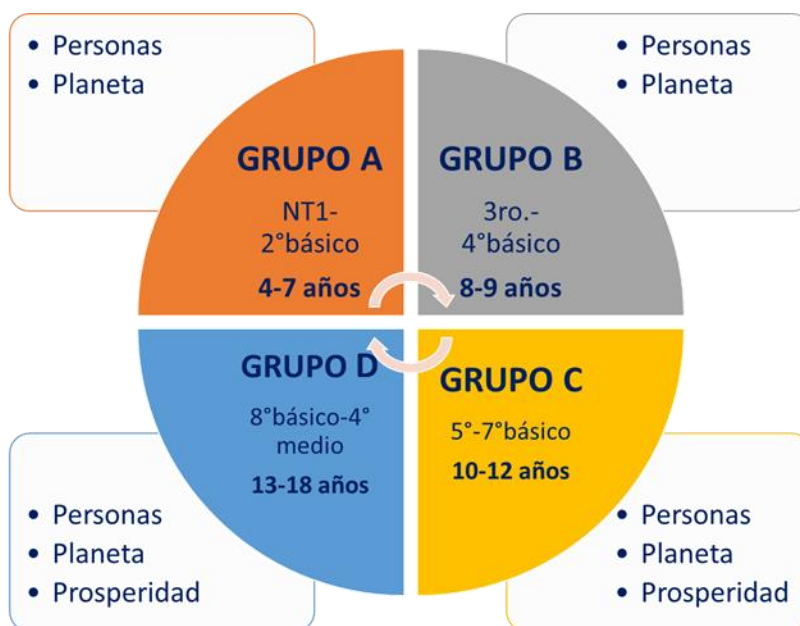 • Personas
• Planeta
• Personas
• Planeta
GRUPO A
NT1-
2°básico
4-7 años
GRUPO B
3ro.-
4°básico
8-9 años
GRUPO D
8°básico-4°
medio
13-18 años
GRUPO C
5°-7°básico
10-12 años
• Personas
• Planeta
• Prosperidad
• Personas
• Planeta
• Prosperidad